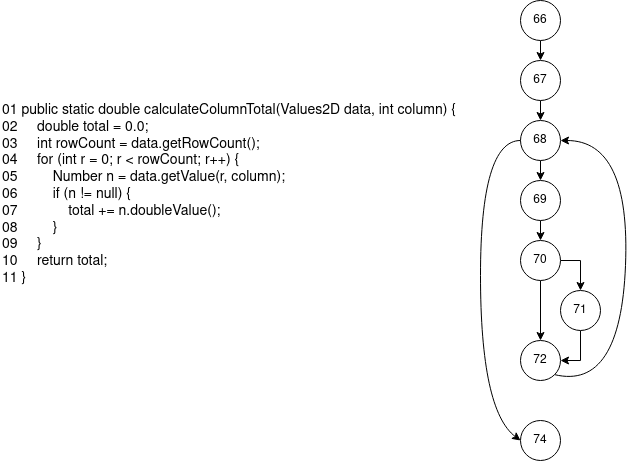 01 public static double calculateColumnTotal(Values2D data, int column) {
02     double total = 0.0;
03     int rowCount = data.getRowCount();
04     for (int r = 0; r < rowCount; r++) {
05         Number n = data.getValue(r, column);
06         if (n != null) {
07             total += n.doubleValue();
08         }
09     }
10     return total;
11 }
66
67
68
69
70
71
72
74